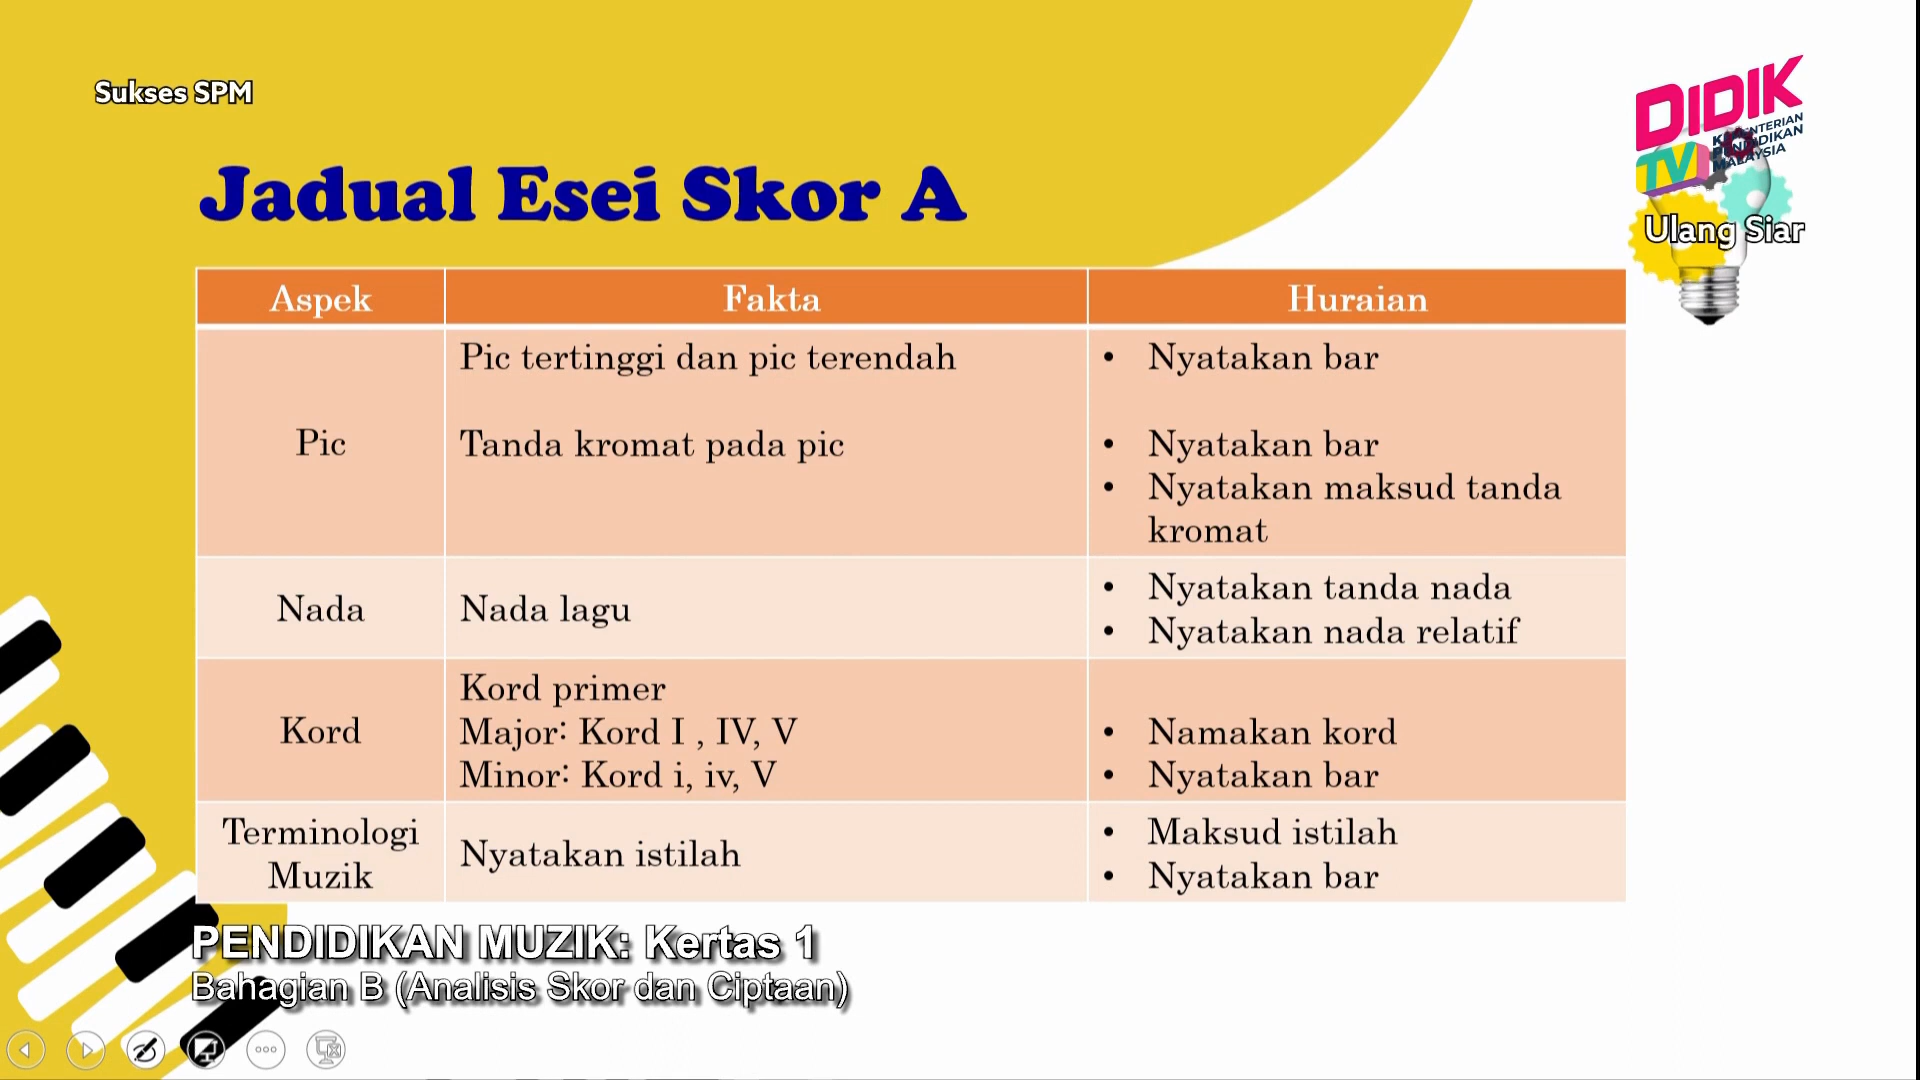 Sukses SPM
DIDIK
TV
KEMENTERIAN
PENDIDIKAN
MALAYSIA
Ulang Siar
Jadual Esei Skor A
Aspek
Fakta
Huraian
Pic
Pic tertinggi dan pic terendah
Tanda kromat pada pic
• Nyatakan bar
• Nyatakan bar
• Nyatakan maksud tanda
kromat
Nada
Nada lagu
• Nyatakan tanda nada
• Nyatakan nada relatif
Kord
Kord primer
Major: Kord I , IV, V
Minor: Kord i, iv, V
• Namakan kord
• Nyatakan bar
Terminologi
Muzik
Nyatakan istilah
• Maksud istilah
• Nyatakan bar
PENDIDIKAN MUZIK: Kertas 1
Bahagian B (Analisis Skor dan Ciptaan)